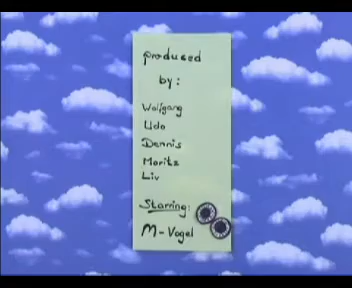 produced
by:
Wolfgang
Udo
Dennis
Moritz
Liv
Starring:
M-Vogel